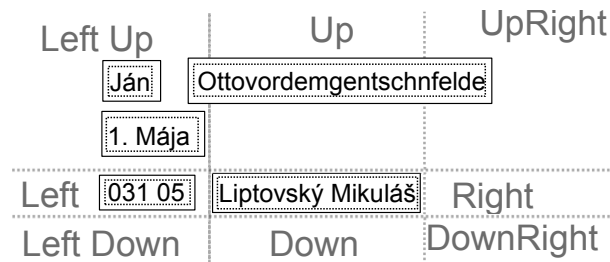 Left Up Up UpRight
Ján Ottovordemgentschnfelde
1. Mája
Left 031 05 Liptovský Mikuláš Right
Left Down Down DownRight